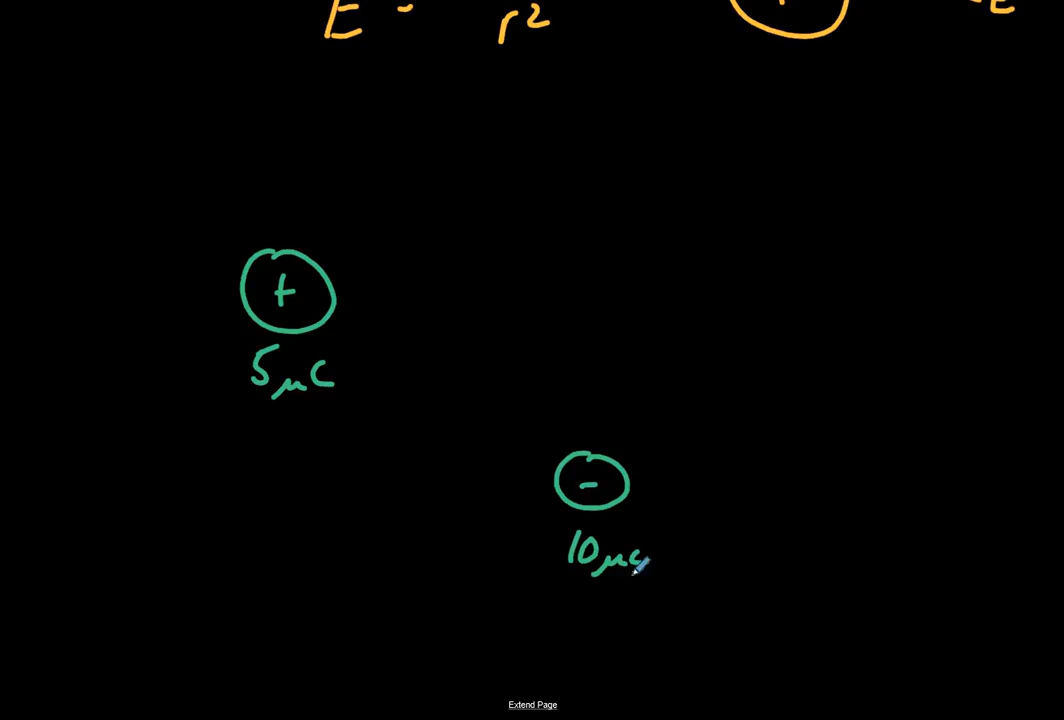 E = r²
+
+
5μC
-
10μC
Extend Page